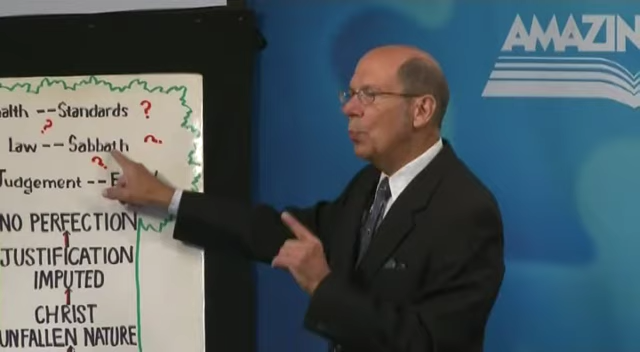 alth -- Standards ?
?
Law -- Sabbath ?
?
Judgement --
NO PERFECTION
JUSTIFICATION
IMPUTED
CHRIST
UNFALLEN NATURE
AMAZIN